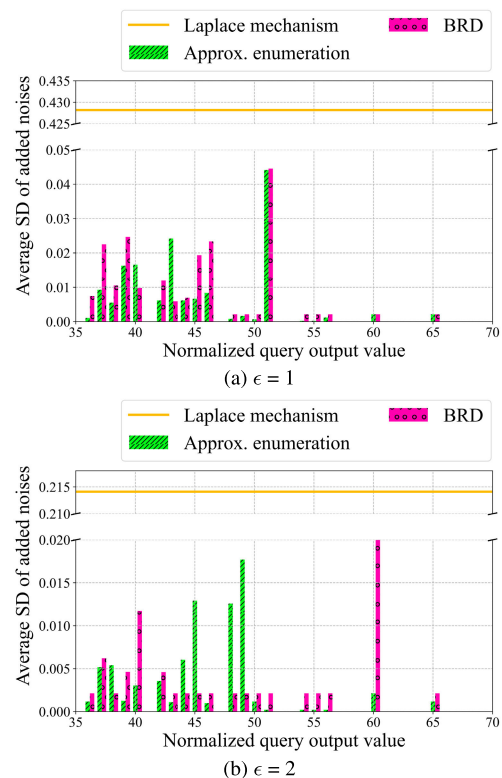 Laplace mechanism
BRD
Approx. enumeration
Average SD of added noises
0.435
0.430
0.425
0.05
0.04
0.03
0.02
0.01
0.00
35 40 45 50 55 60 65 70
Normalized query output value
(a) ϵ = 1
Laplace mechanism
BRD
Approx. enumeration
Average SD of added noises
0.215
0.210
0.020
0.015
0.010
0.005
0.000
35 40 45 50 55 60 65 70
Normalized query output value
(b) ϵ = 2